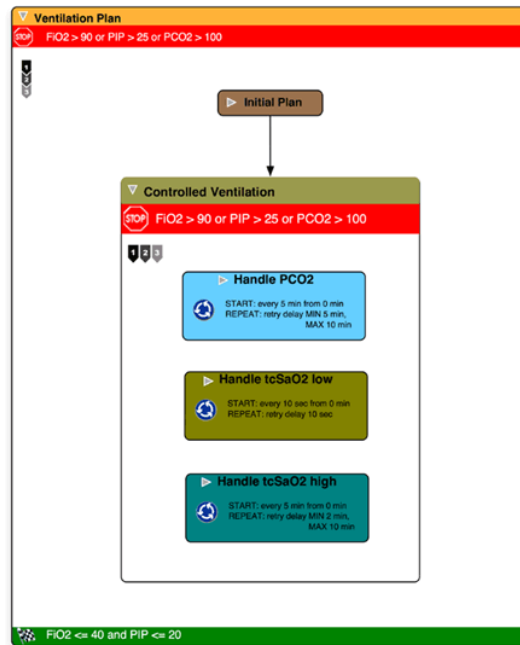 Ventilation Plan
STOP FiO2 > 90 or PIP > 25 or PCO2 > 100
1
2
3
Initial Plan
Controlled Ventilation
STOP FiO2 > 90 or PIP > 25 or PCO2 > 100
1 2 3
Handle PCO2
START: every 5 min from 0 min
REPEAT: retry delay MIN 5 min,
MAX 10 min
Handle tcSaO2 low
START: every 10 sec from 0 min
REPEAT: retry delay 10 sec
Handle tcSaO2 high
START: every 5 min from 0 min
REPEAT: retry delay MIN 2 min,
MAX 10 min
FiO2 <= 40 and PIP <= 20